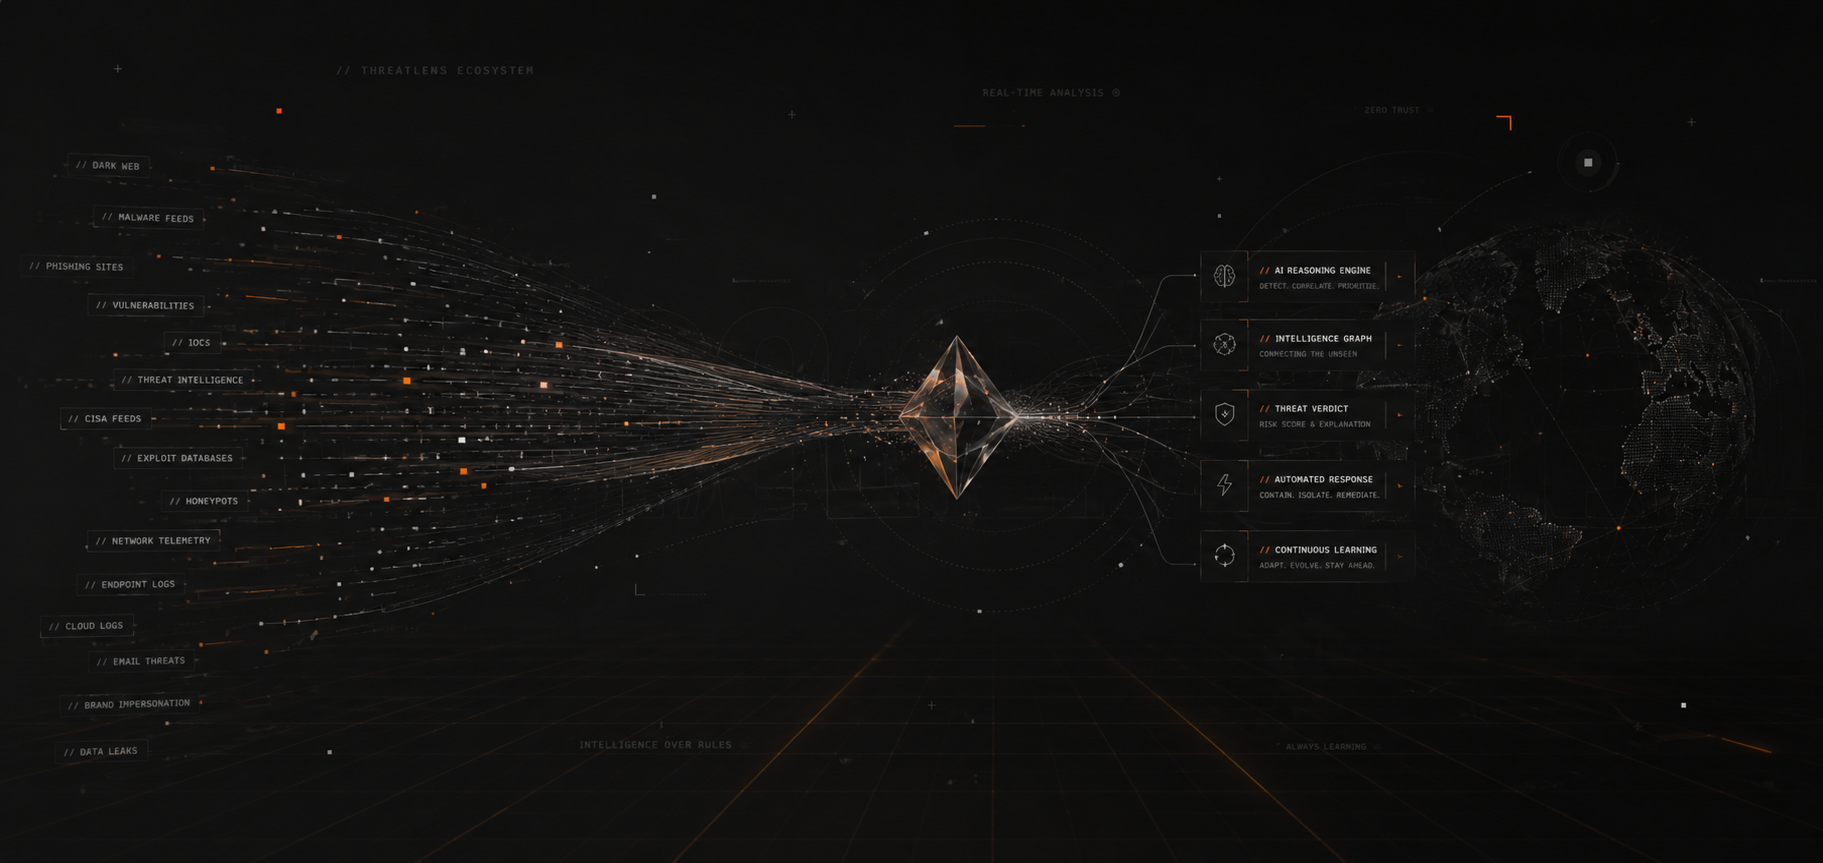 // THREATLENS ECOSYSTEM
REAL-TIME ANALYSIS
ZERO TRUST
// DARK WEB
// MALWARE FEEDS
// PHISHING SITES
// VULNERABILITIES
// IOCS
// THREAT INTELLIGENCE
// CISA FEEDS
// EXPLOIT DATABASES
// HONEYPOTS
// NETWORK TELEMETRY
// ENDPOINT LOGS
// CLOUD LOGS
// EMAIL THREATS
// BRAND IMPERSONATION
// DATA LEAKS
// AI REASONING ENGINE
DETECT. CORRELATE. PRIORITIZE.
// INTELLIGENCE GRAPH
CONNECTING THE UNSEEN
// THREAT VERDICT
RISK SCORE & EXPLANATION
// AUTOMATED RESPONSE
CONTAIN. ISOLATE. REMEDIATE.
// CONTINUOUS LEARNING
ADAPT. EVOLVE. STAY AHEAD.
INTELLIGENCE OVER RULES
ALWAYS LEARNING